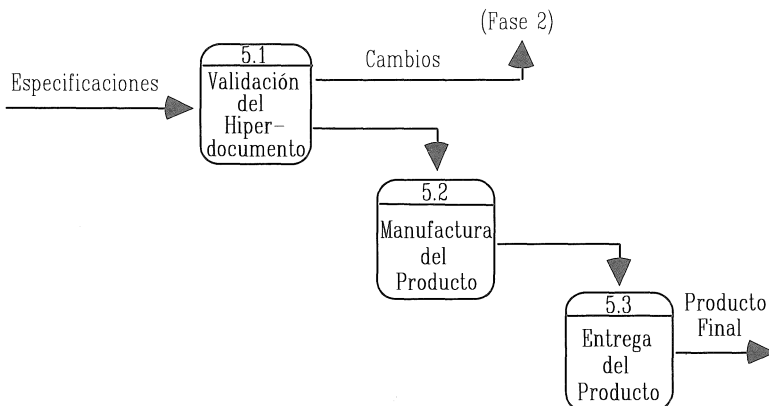 (Fase 2)
5.1
Cambios
Especificaciones
Validación
del
Hiper-
documento
5.2
Manufactura
del
Producto
5.3
Producto
Final
Entrega
del
Producto